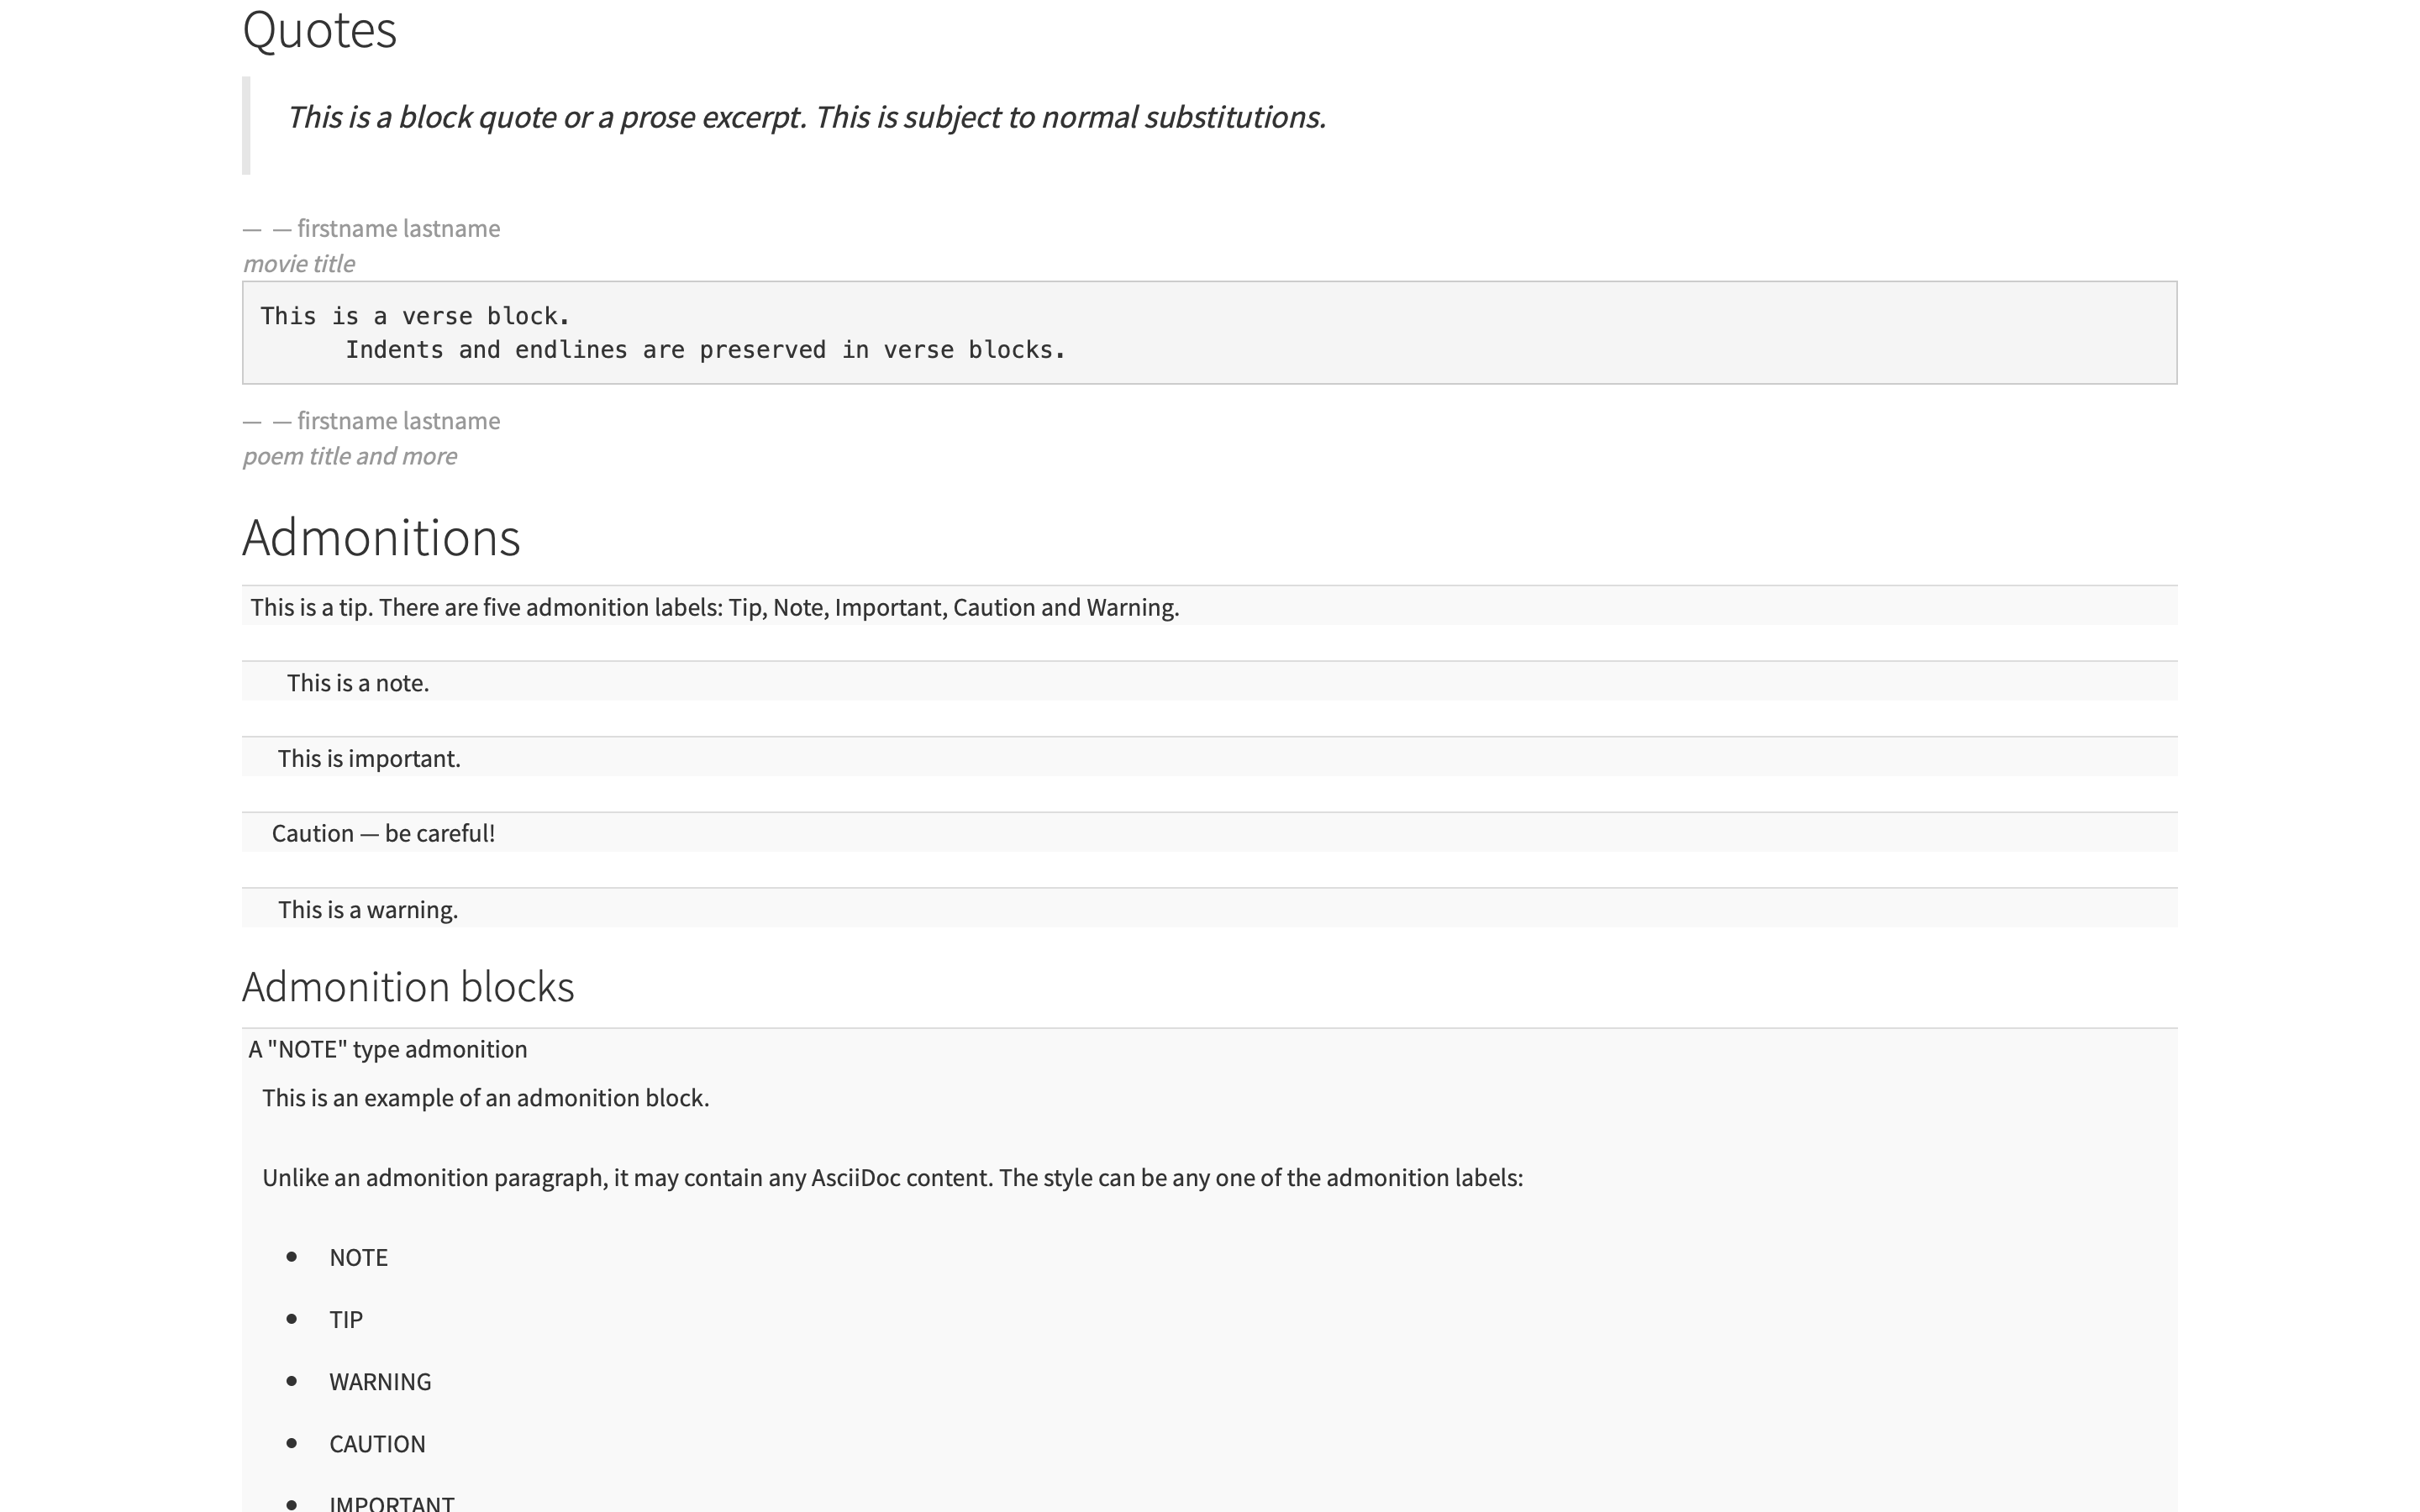 Quotes
This is a block quote or a prose excerpt. This is subject to normal substitutions.
— — firstname lastname
movie title
This is a verse block.
      Indents and endlines are preserved in verse blocks.
— — firstname lastname
poem title and more
Admonitions
This is a tip. There are five admonition labels: Tip, Note, Important, Caution and Warning.
This is a note.
This is important.
Caution — be careful!
This is a warning.
Admonition blocks
A "NOTE" type admonition
This is an example of an admonition block.
Unlike an admonition paragraph, it may contain any AsciiDoc content. The style can be any one of the admonition labels:
• NOTE
• TIP
• WARNING
• CAUTION
• IMPORTANT